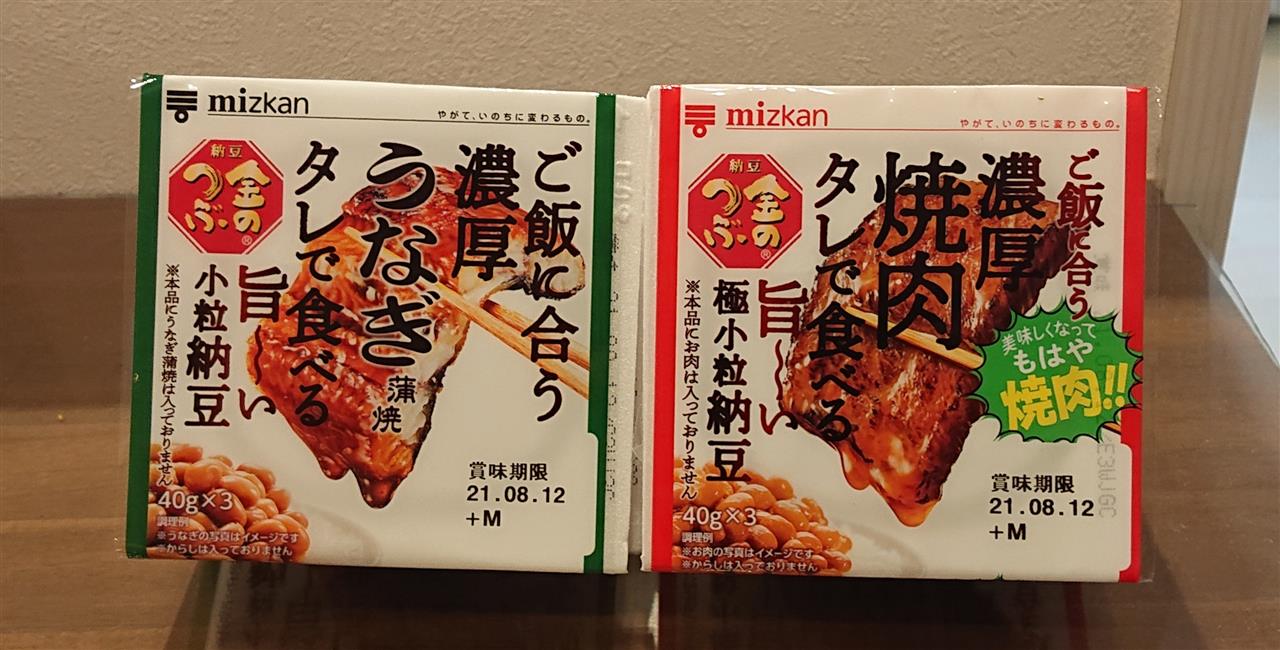 mizkan
やがて、いのちに変わるもの。
納豆
金の
つぶ®
ご飯に合う
濃厚
うなぎ蒲焼
タレで食べる
旨〜い
小粒納豆
※本品にうなぎ蒲焼は入っておりません
賞味期限
21.08.12
+M
40g×3
調理例
※うなぎの写真はイメージです
※からしは入っておりません
mizkan
やがて、いのちに変わるもの。
納豆
金の
つぶ®
ご飯に合う
濃厚
焼肉
タレで食べる
旨〜い
極小粒納豆
※本品にお肉は入っておりません
美味しくなって
もはや
焼肉!!
賞味期限
21.08.12
+M
40g×3
調理例
※お肉の写真はイメージです
※からしは入っておりません